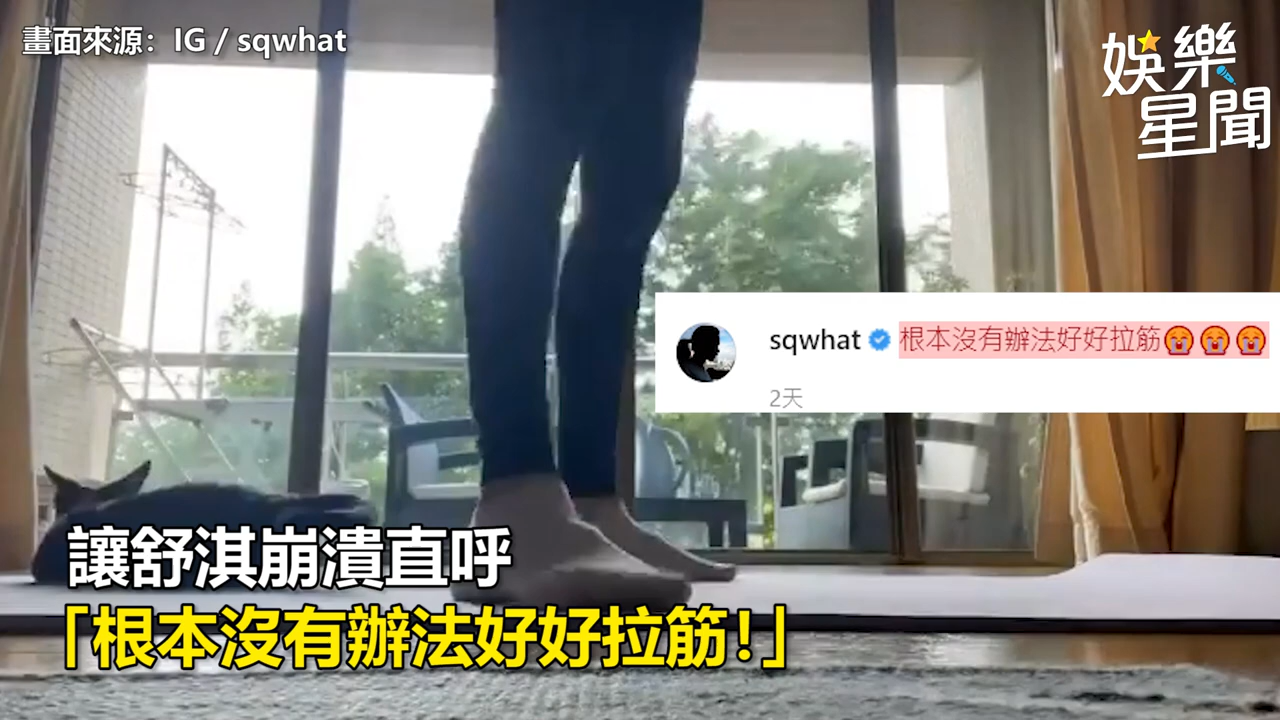 畫面來源：IG / sqwhat
娛樂
星聞
sqwhat 根本沒有辦法好好拉筋😭😭😭
2天
讓舒淇崩潰直呼
「根本沒有辦法好好拉筋！」